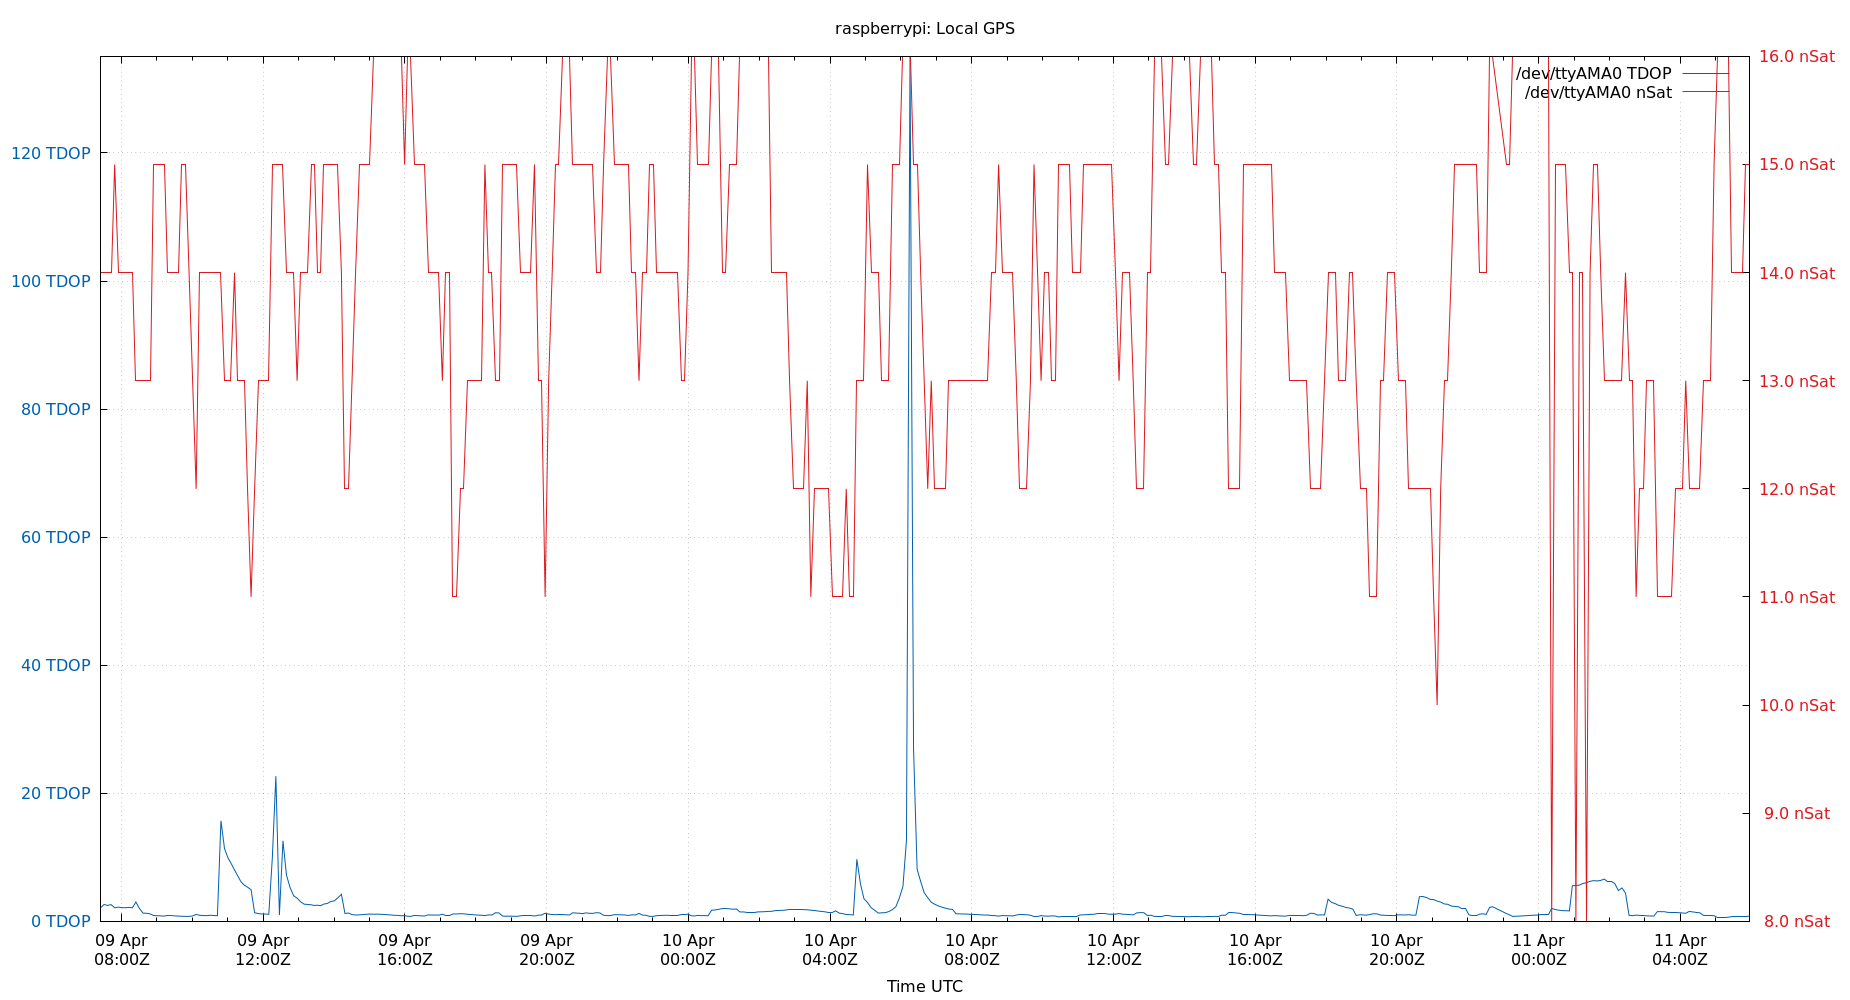 raspberrypi: Local GPS
16.0 nSat
/dev/ttyAMA0 TDOP
/dev/ttyAMA0 nSat
120 TDOP
15.0 nSat
100 TDOP
14.0 nSat
80 TDOP
13.0 nSat
60 TDOP
12.0 nSat
11.0 nSat
40 TDOP
10.0 nSat
20 TDOP
9.0 nSat
0 TDOP
8.0 nSat
09 Apr 09 Apr 09 Apr 09 Apr 10 Apr 10 Apr 10 Apr 10 Apr 10 Apr 10 Apr 11 Apr 11 Apr
08:00Z 12:00Z 16:00Z 20:00Z 00:00Z 04:00Z 08:00Z 12:00Z 16:00Z 20:00Z 00:00Z 04:00Z
Time UTC